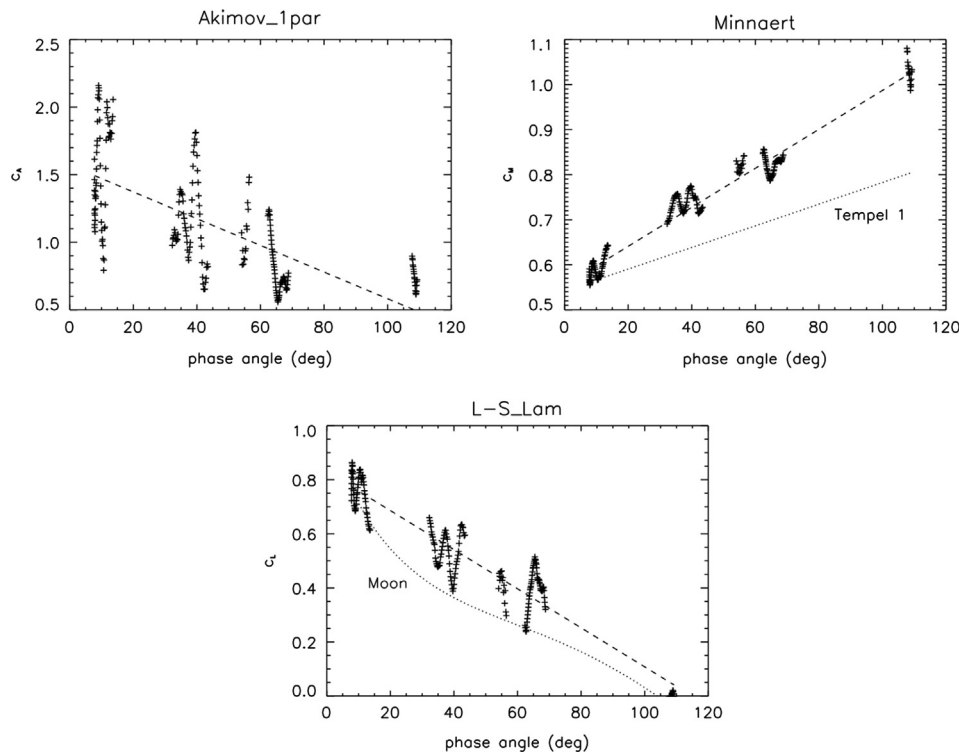 Akimov_1par
2.5
2.0
1.5
1.0
0.5
C_A
0 20 40 60 80 100 120
phase angle (deg)
Minnaert
1.1
1.0
0.9
0.8
0.7
0.6
0.5
C_M
Tempel 1
0 20 40 60 80 100 120
phase angle (deg)
L-S_Lam
1.0
0.8
0.6
0.4
0.2
0.0
C_L
Moon
0 20 40 60 80 100 120
phase angle (deg)